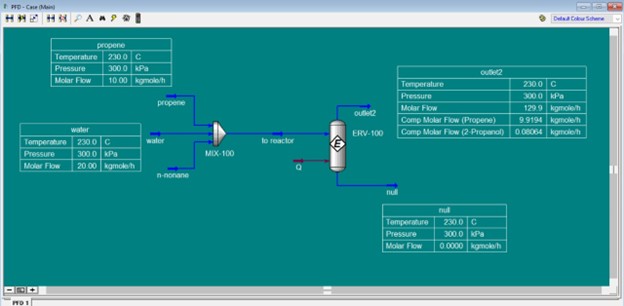 PFD - Case (Main)
Default Colour Scheme
propene
Temperature 230.0 C
Pressure 300.0 kPa
Molar Flow 10.00 kgmole/h
outlet2
Temperature 230.0 C
Pressure 300.0 kPa
Molar Flow 129.9 kgmole/h
Comp Molar Flow (Propene) 9.9194 kgmole/h
Comp Molar Flow (2-Propanol) 0.08064 kgmole/h
propene
outlet2
water
Temperature 230.0 C
Pressure 300.0 kPa
Molar Flow 20.00 kgmole/h
water
MIX-100
to reactor
ERV-100
E
n-nonane
Q
null
null
Temperature 230.0 C
Pressure 300.0 kPa
Molar Flow 0.0000 kgmole/h
PFD 1